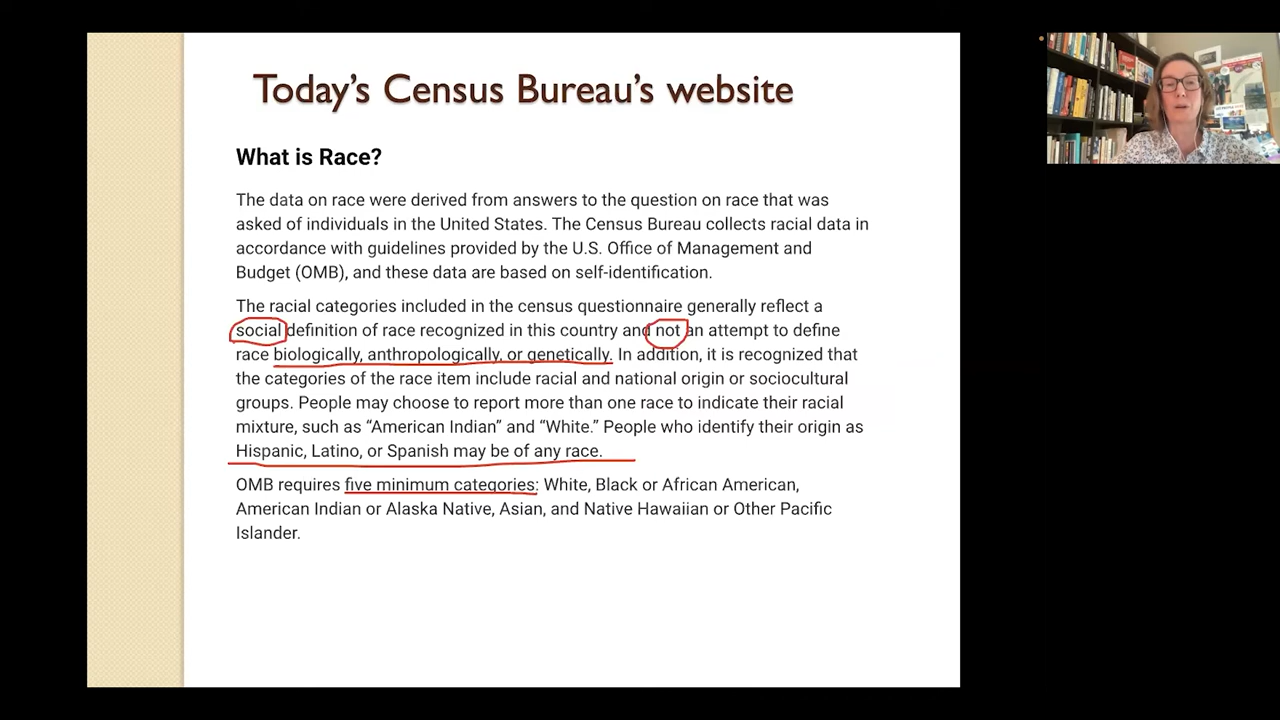 Today's Census Bureau's website
What is Race?
The data on race were derived from answers to the question on race that was
asked of individuals in the United States. The Census Bureau collects racial data in
accordance with guidelines provided by the U.S. Office of Management and
Budget (OMB), and these data are based on self-identification.
The racial categories included in the census questionnaire generally reflect a
social definition of race recognized in this country and not an attempt to define
race biologically, anthropologically, or genetically. In addition, it is recognized that
the categories of the race item include racial and national origin or sociocultural
groups. People may choose to report more than one race to indicate their racial
mixture, such as “American Indian” and “White.” People who identify their origin as
Hispanic, Latino, or Spanish may be of any race.
OMB requires five minimum categories: White, Black or African American,
American Indian or Alaska Native, Asian, and Native Hawaiian or Other Pacific
Islander.